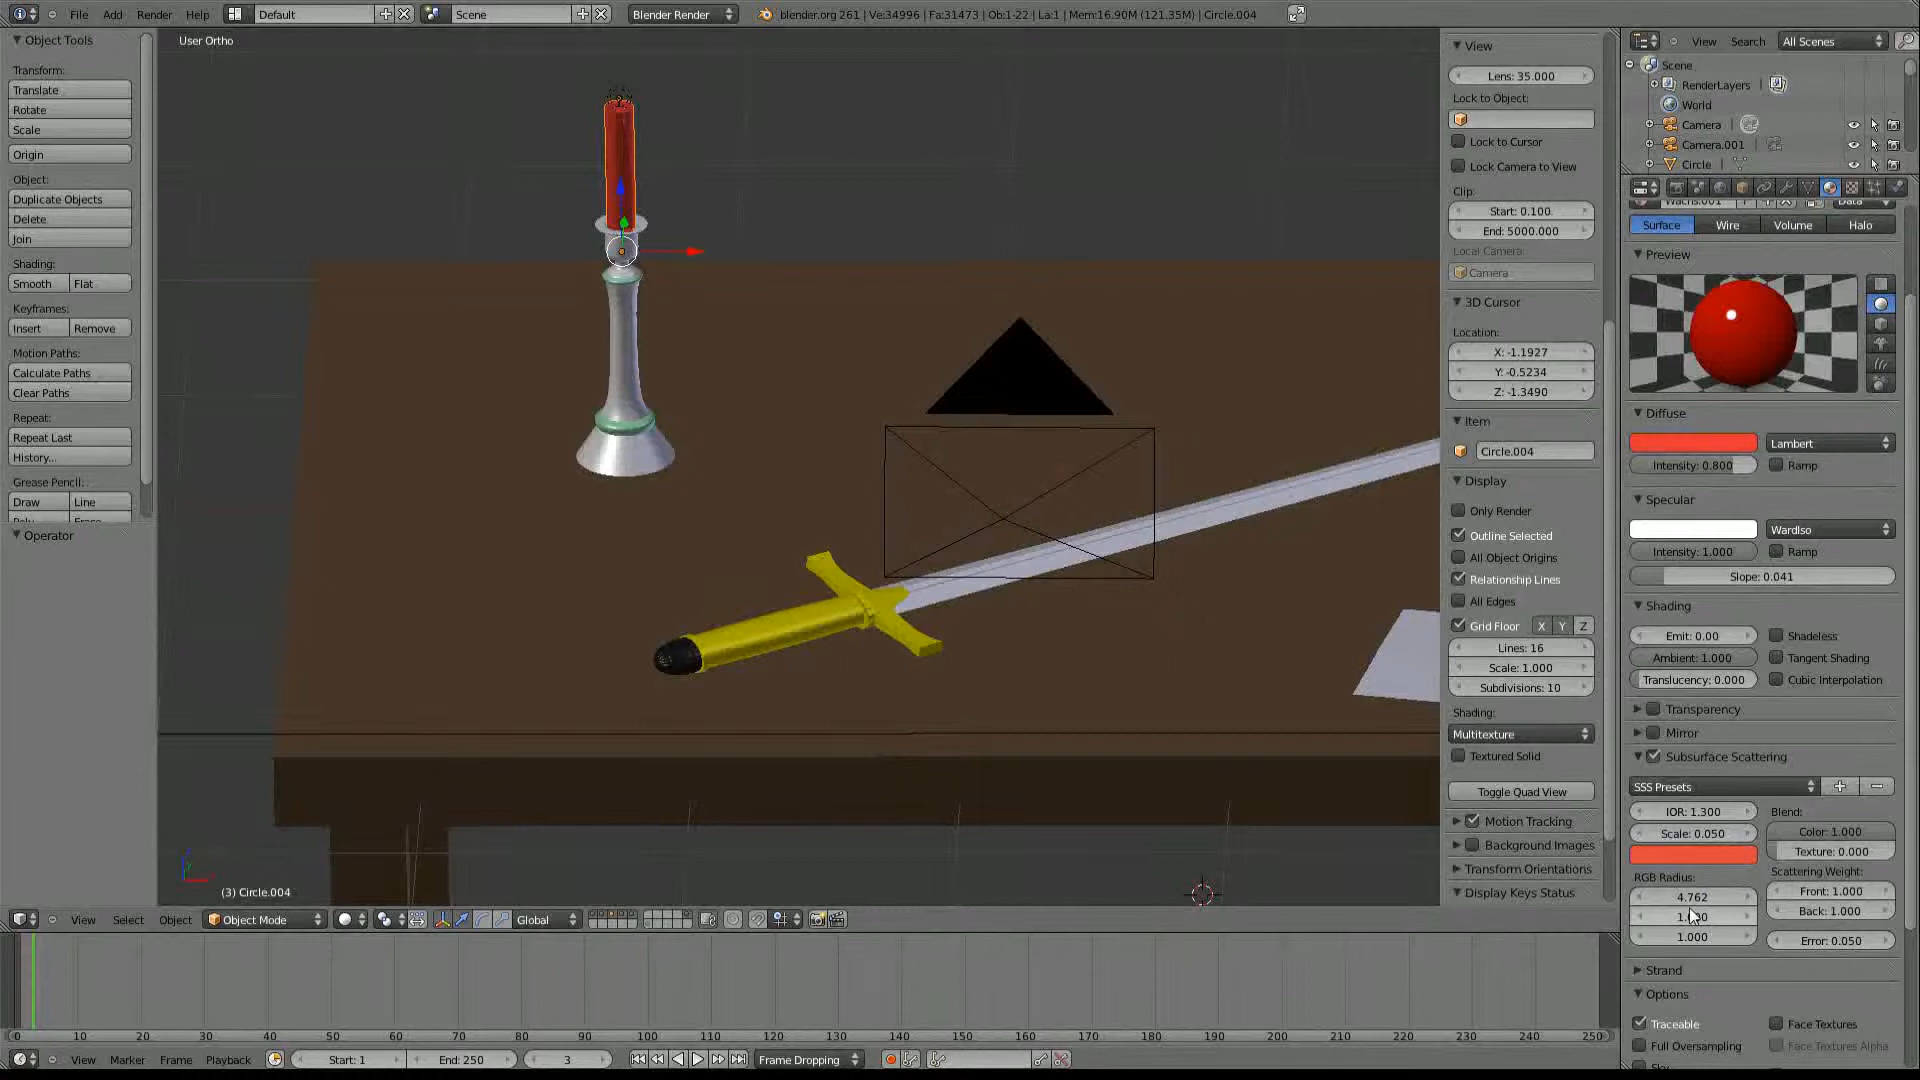 File Add Render Help Default Scene Blender Render blender.org 261 | Ve:34996 | Fa:31473 | Ob:1-22 | La:1 | Mem:16.90M (121.35M) | Circle.004
Object Tools
Transform:
Translate
Rotate
Scale
Origin
Object:
Duplicate Objects
Delete
Join
Shading:
Smooth Flat
Keyframes:
Insert Remove
Motion Paths:
Calculate Paths
Clear Paths
Repeat:
Repeat Last
History...
Grease Pencil:
Draw Line
Operator
User Ortho
(3) Circle.004
View Select Object Object Mode Global
View
Lens: 35.000
Lock to Object:
Lock to Cursor
Lock Camera to View
Clip:
Start: 0.100
End: 5000.000
Local Camera:
Camera
3D Cursor
Location:
X: -1.1927
Y: -0.5234
Z: -1.3490
Item
Circle.004
Display
Only Render
Outline Selected
All Object Origins
Relationship Lines
All Edges
Grid Floor X Y Z
Lines: 16
Scale: 1.000
Subdivisions: 10
Shading:
Multitexture
Textured Solid
Toggle Quad View
Motion Tracking
Background Images
Transform Orientations
Display Keys Status
View Search All Scenes
Scene
RenderLayers
World
Camera
Camera.001
Circle
Wachs.001 Data
Surface Wire Volume Halo
Preview
Diffuse
Lambert
Intensity: 0.800 Ramp
Specular
WardIso
Intensity: 1.000 Ramp
Slope: 0.041
Shading
Emit: 0.00 Shadeless
Ambient: 1.000 Tangent Shading
Translucency: 0.000 Cubic Interpolation
Transparency
Mirror
Subsurface Scattering
SSS Presets
IOR: 1.300 Blend:
Scale: 0.050 Color: 1.000
Texture: 0.000
RGB Radius: Scattering Weight:
4.762 Front: 1.000
Back: 1.000
1.000 Error: 0.050
Strand
Options
Traceable Face Textures
Full Oversampling Face Textures Alpha
0 10 20 30 40 50 60 70 80 90 100 110 120 130 140 150 160 170 180 190 200 210 220 230 240 250
View Marker Frame Playback Start: 1 End: 250 3 Frame Dropping